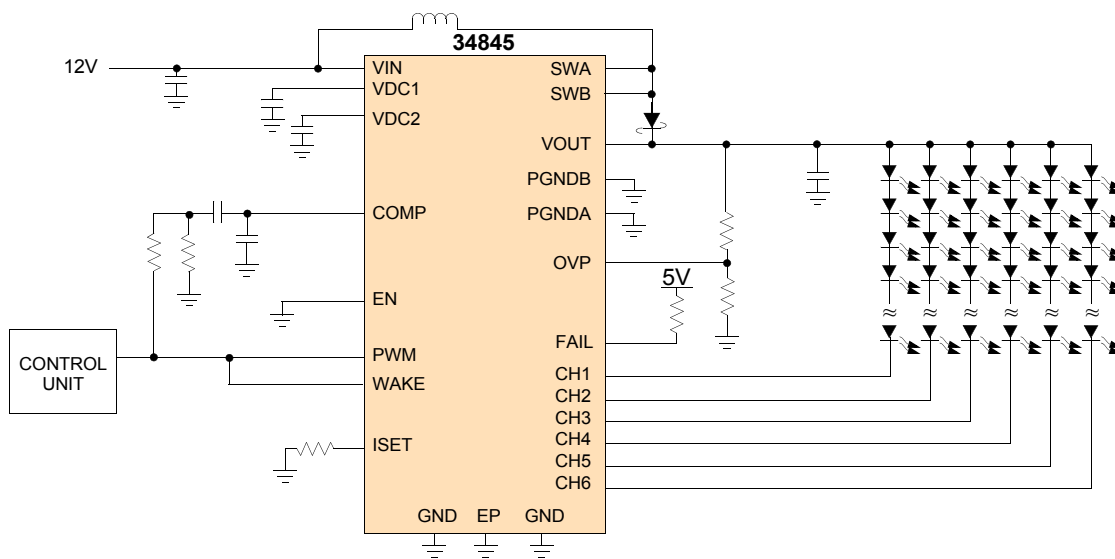 34845
12V
VIN
VDC1
VDC2
COMP
EN
PWM
WAKE
ISET
SWA
SWB
VOUT
PGNDB
PGNDA
OVP
5V
FAIL
CH1
CH2
CH3
CH4
CH5
CH6
CONTROL
UNIT
GND EP GND